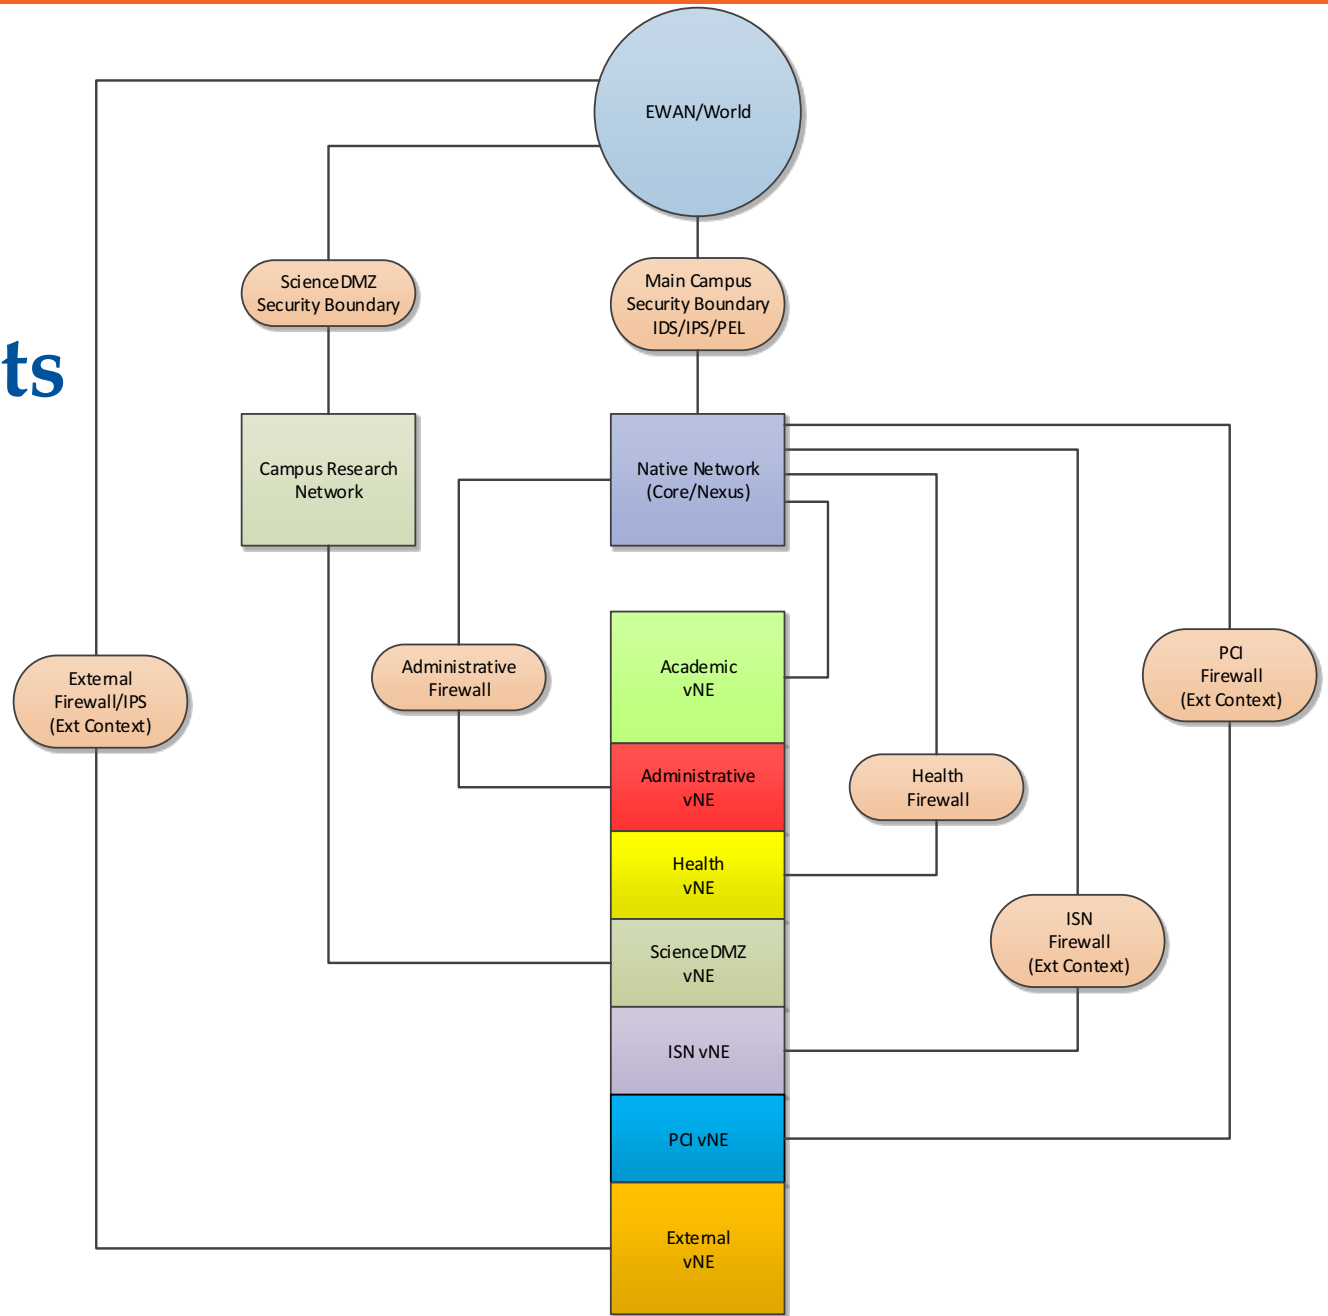 EWAN/World
ScienceDMZ
Security Boundary
Main Campus
Security Boundary
IDS/IPS/PEL
ts
Campus Research
Network
Native Network
(Core/Nexus)
External
Firewall/IPS
(Ext Context)
Administrative
Firewall
Academic
vNE
PCI
Firewall
(Ext Context)
Administrative
vNE
Health
Firewall
Health
vNE
ISN
Firewall
(Ext Context)
ScienceDMZ
vNE
ISN vNE
PCI vNE
External
vNE